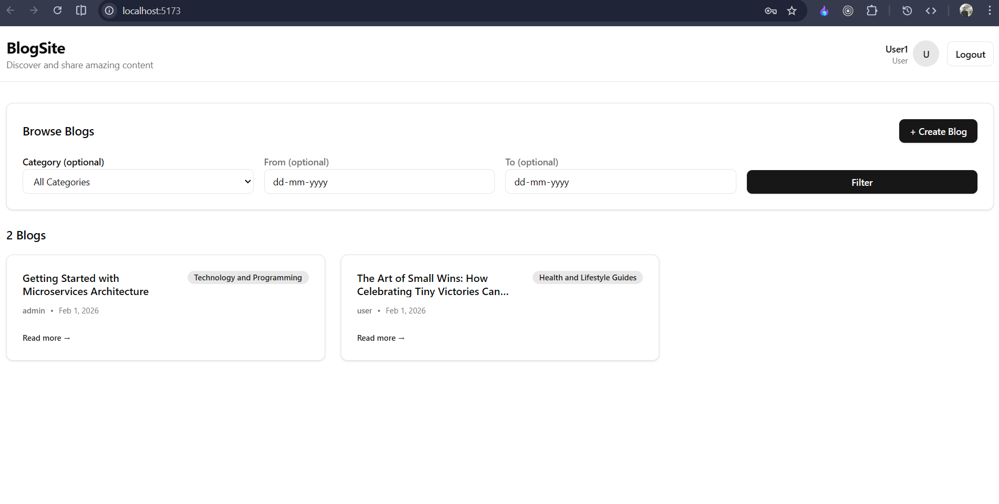 localhost:5173
BlogSite
Discover and share amazing content
User1
User
U
Logout
Browse Blogs
+ Create Blog
Category (optional)
From (optional)
To (optional)
All Categories
dd-mm-yyyy
dd-mm-yyyy
Filter
2 Blogs
Getting Started with
Microservices Architecture
Technology and Programming
admin • Feb 1, 2026
Read more →
The Art of Small Wins: How
Celebrating Tiny Victories Can...
Health and Lifestyle Guides
user • Feb 1, 2026
Read more →